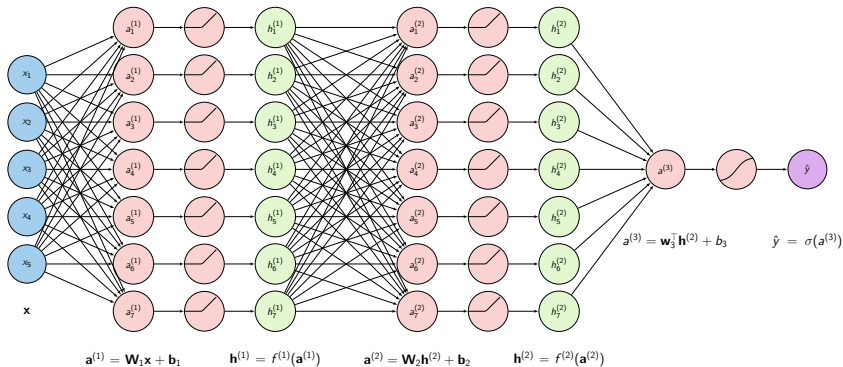 a₁⁽¹⁾ h₁⁽¹⁾ a₁⁽²⁾ h₁⁽²⁾
x₁ a₂⁽¹⁾ h₂⁽¹⁾ a₂⁽²⁾ h₂⁽²⁾
x₂ a₃⁽¹⁾ h₃⁽¹⁾ a₃⁽²⁾ h₃⁽²⁾
x₃ a₄⁽¹⁾ h₄⁽¹⁾ a₄⁽²⁾ h₄⁽²⁾ a⁽³⁾ ŷ
x₄ a₅⁽¹⁾ h₅⁽¹⁾ a₅⁽²⁾ h₅⁽²⁾
a⁽³⁾ = w₃ᵀh⁽²⁾ + b₃ ŷ = σ(a⁽³⁾)
x₅ a₆⁽¹⁾ h₆⁽¹⁾ a₆⁽²⁾ h₆⁽²⁾
x a₇⁽¹⁾ h₇⁽¹⁾ a₇⁽²⁾ h₇⁽²⁾
a⁽¹⁾ = W₁x + b₁ h⁽¹⁾ = f⁽¹⁾(a⁽¹⁾) a⁽²⁾ = W₂h⁽²⁾ + b₂ h⁽²⁾ = f⁽²⁾(a⁽²⁾)